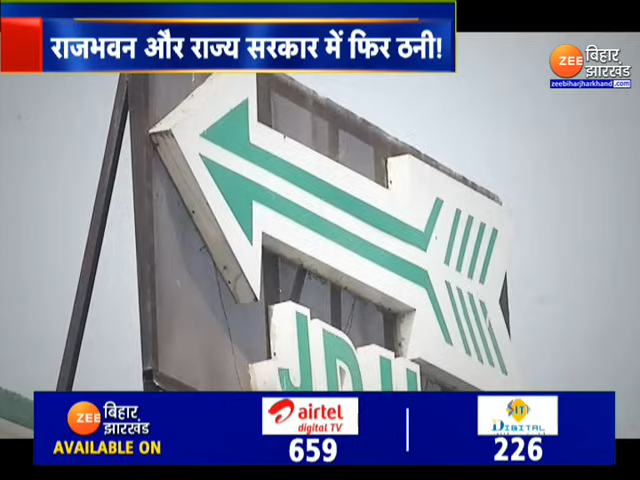 राजभवन और राज्य सरकार में फिर ठनी!
ZEE बिहार झारखंड
zeebiharjharkhand.com
JDU
ZEE बिहार झारखंड
AVAILABLE ON
airtel
digital TV
659
SITI
DIGITAL
226